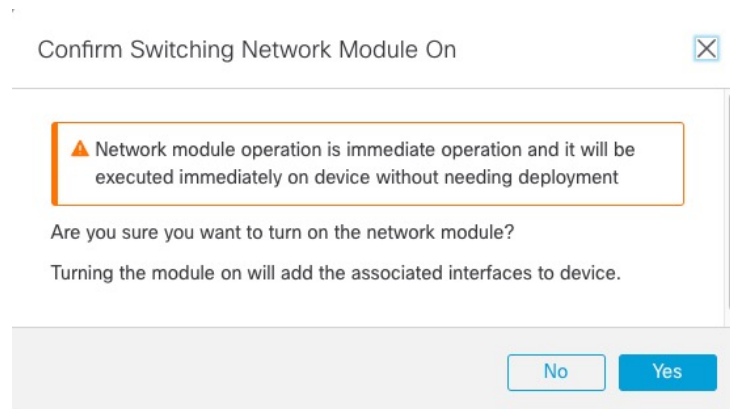 Confirm Switching Network Module On
Network module operation is immediate operation and it will be
executed immediately on device without needing deployment
Are you sure you want to turn on the network module?
Turning the module on will add the associated interfaces to device.
No
Yes